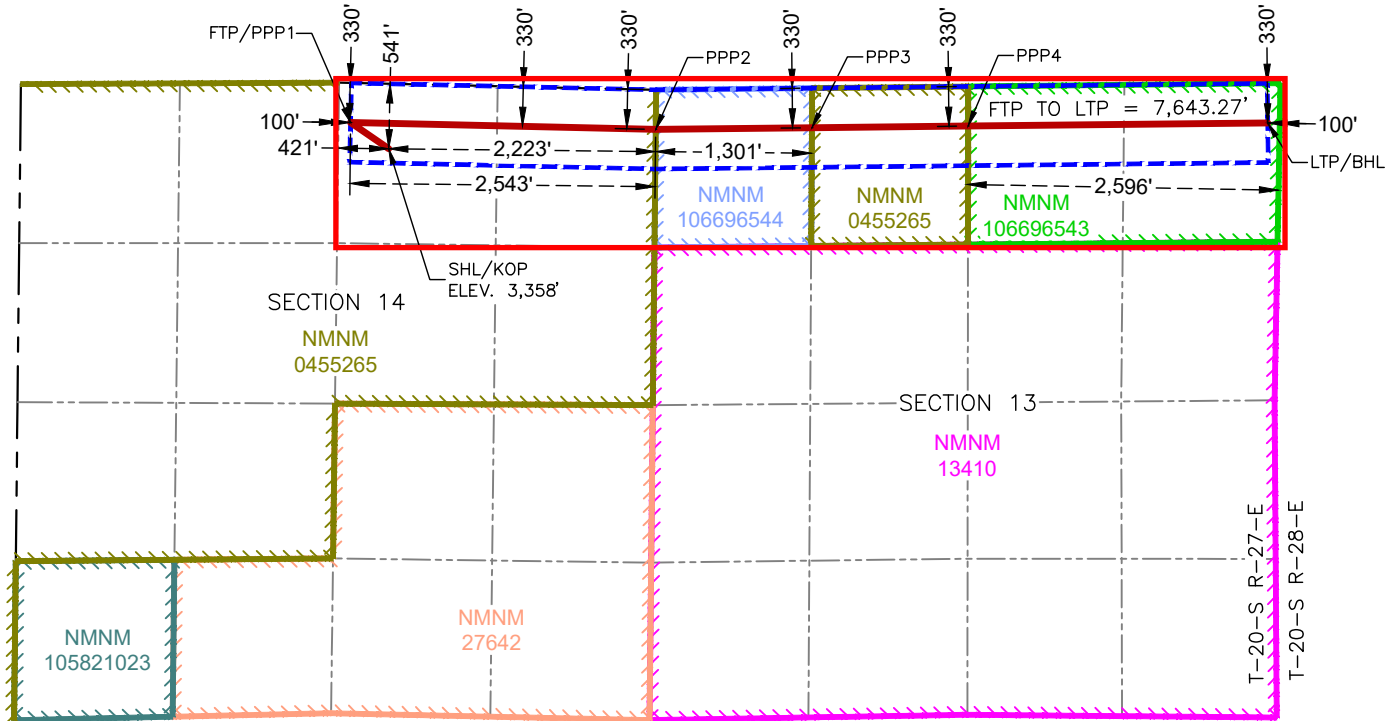 330'
541'
330'
330'
330'
330'
330'
FTP/PPP1
PPP2
PPP3
PPP4
FTP TO LTP = 7,643.27'
100'
100'
421'
2,223'
1,301'
LTP/BHL
2,543'
2,596'
NMNM
106696544
NMNM
0455265
NMNM
106696543
SHL/KOP
ELEV. 3,358'
SECTION 14
NMNM
0455265
SECTION 13
NMNM
13410
T-20-S R-27-E
T-20-S R-28-E
NMNM
27642
NMNM
105821023